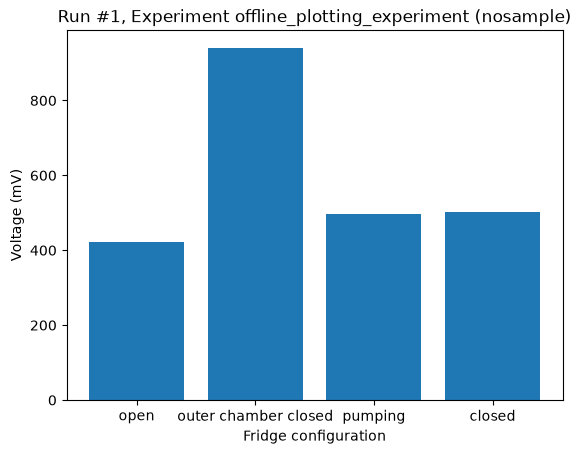 Run #1, Experiment offline_plotting_experiment (nosample)
Voltage (mV)
800
600
400
200
0
open
outer chamber closed
pumping
closed
Fridge configuration